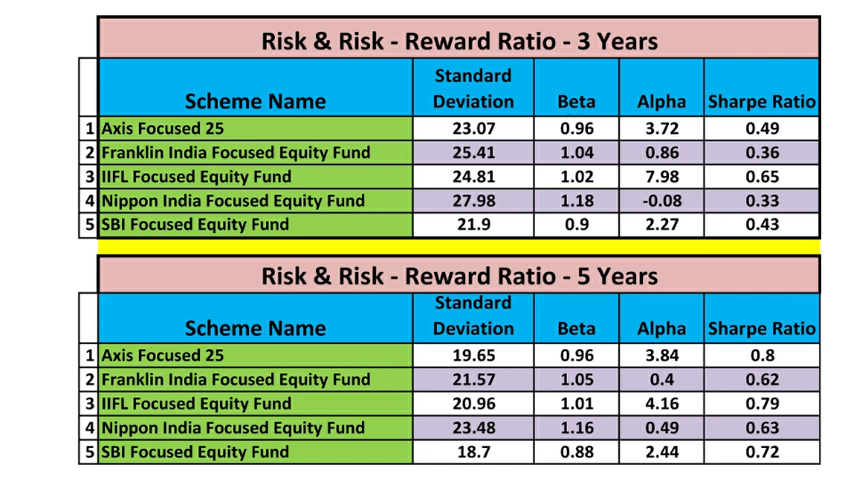 Risk & Risk - Reward Ratio - 3 Years
Scheme Name Standard Deviation Beta Alpha Sharpe Ratio
1 Axis Focused 25 23.07 0.96 3.72 0.49
2 Franklin India Focused Equity Fund 25.41 1.04 0.86 0.36
3 IIFL Focused Equity Fund 24.81 1.02 7.98 0.65
4 Nippon India Focused Equity Fund 27.98 1.18 -0.08 0.33
5 SBI Focused Equity Fund 21.9 0.9 2.27 0.43
Risk & Risk - Reward Ratio - 5 Years
Scheme Name Standard Deviation Beta Alpha Sharpe Ratio
1 Axis Focused 25 19.65 0.96 3.84 0.8
2 Franklin India Focused Equity Fund 21.57 1.05 0.4 0.62
3 IIFL Focused Equity Fund 20.96 1.01 4.16 0.79
4 Nippon India Focused Equity Fund 23.48 1.16 0.49 0.63
5 SBI Focused Equity Fund 18.7 0.88 2.44 0.72